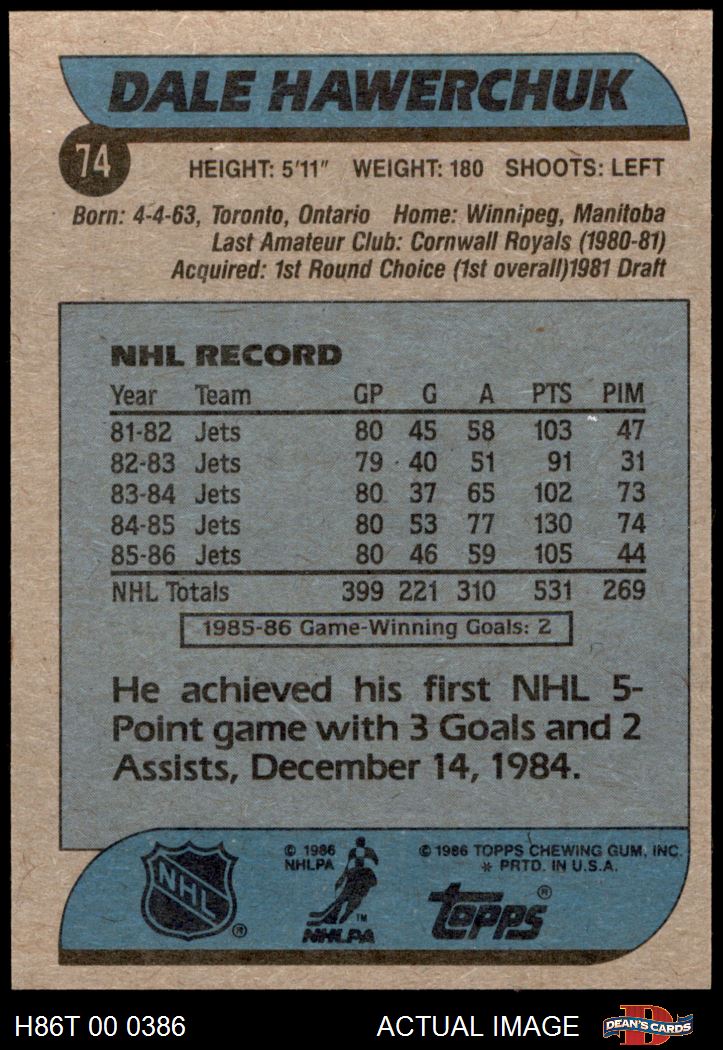 DALE HAWERCHUK
74
HEIGHT: 5'11" WEIGHT: 180 SHOOTS: LEFT
Born: 4-4-63, Toronto, Ontario Home: Winnipeg, Manitoba
Last Amateur Club: Cornwall Royals (1980-81)
Acquired: 1st Round Choice (1st overall)1981 Draft
NHL RECORD
Year Team GP G A PTS PIM
81-82 Jets 80 45 58 103 47
82-83 Jets 79 40 51 91 31
83-84 Jets 80 37 65 102 73
84-85 Jets 80 53 77 130 74
85-86 Jets 80 46 59 105 44
NHL Totals 399 221 310 531 269
1985-86 Game-Winning Goals: 2
He achieved his first NHL 5-
Point game with 3 Goals and 2
Assists, December 14, 1984.
NHL ®
© 1986
NHLPA
TM
NHLPA
© 1986 TOPPS CHEWING GUM, INC.
* PRTD. IN U.S.A.
topps ®
H86T 00 0386 ACTUAL IMAGE
D
DEAN'S CARDS